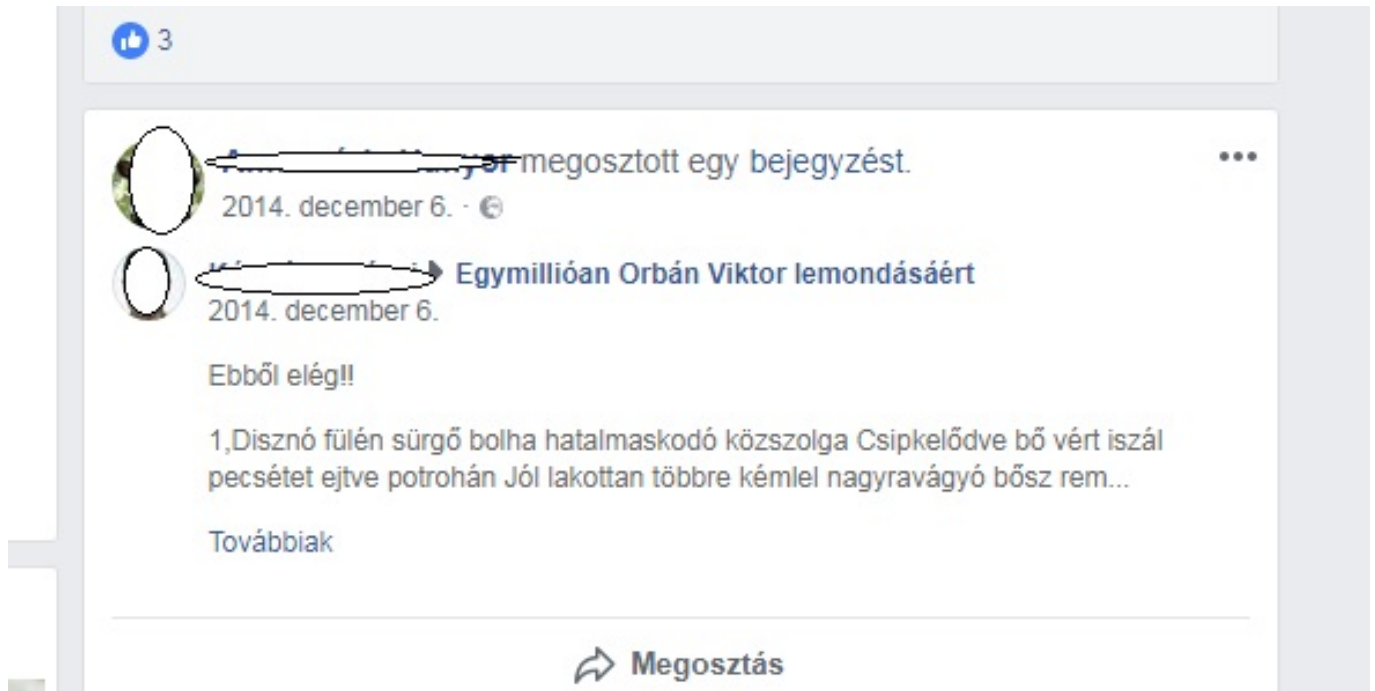 3
megosztott egy bejegyzést.
2014. december 6. ·
Egymillióan Orbán Viktor lemondásáért
2014. december 6.
Ebből elég!!
1,Disznó fülén sürgő bolha hatalmaskodó közszolga Csipkelődve bő vért iszál
pecsétet ejtve potrohán Jól lakottan többre kémlel nagyravágyó bősz rem...
Továbbiak
Megosztás